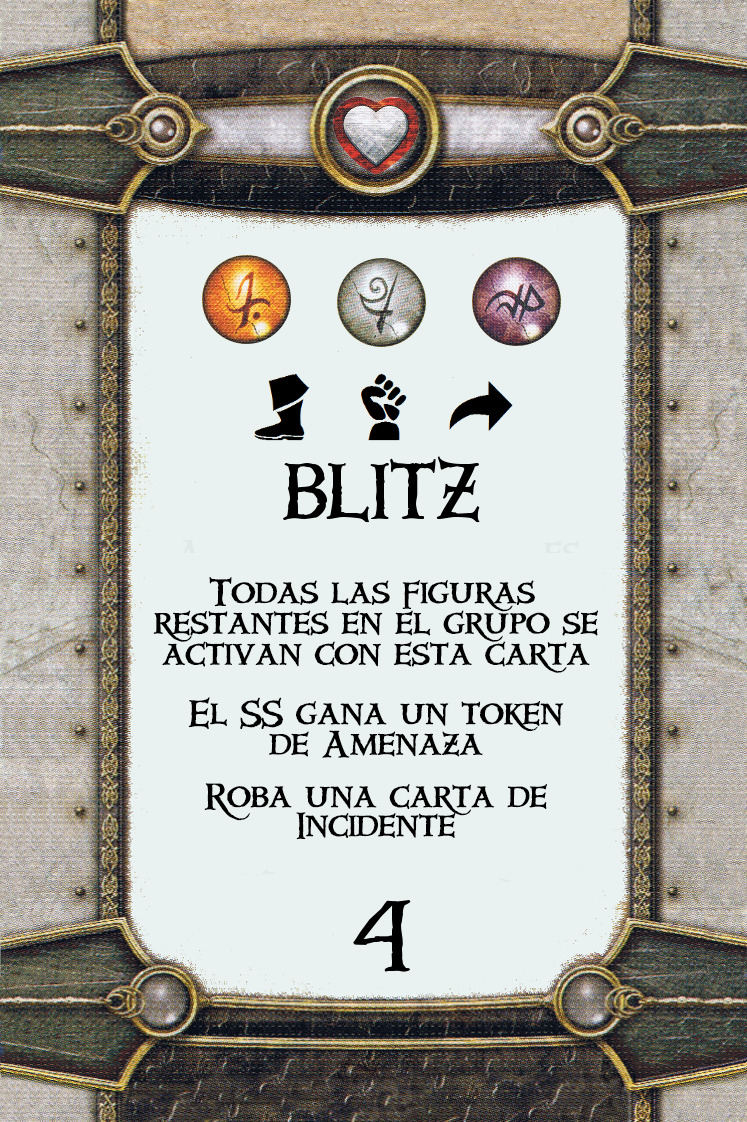 BLITZ
Todas las figuras
restantes en el grupo se
activan con esta carta
El SS gana un token
de Amenaza
Roba una carta de
Incidente
4